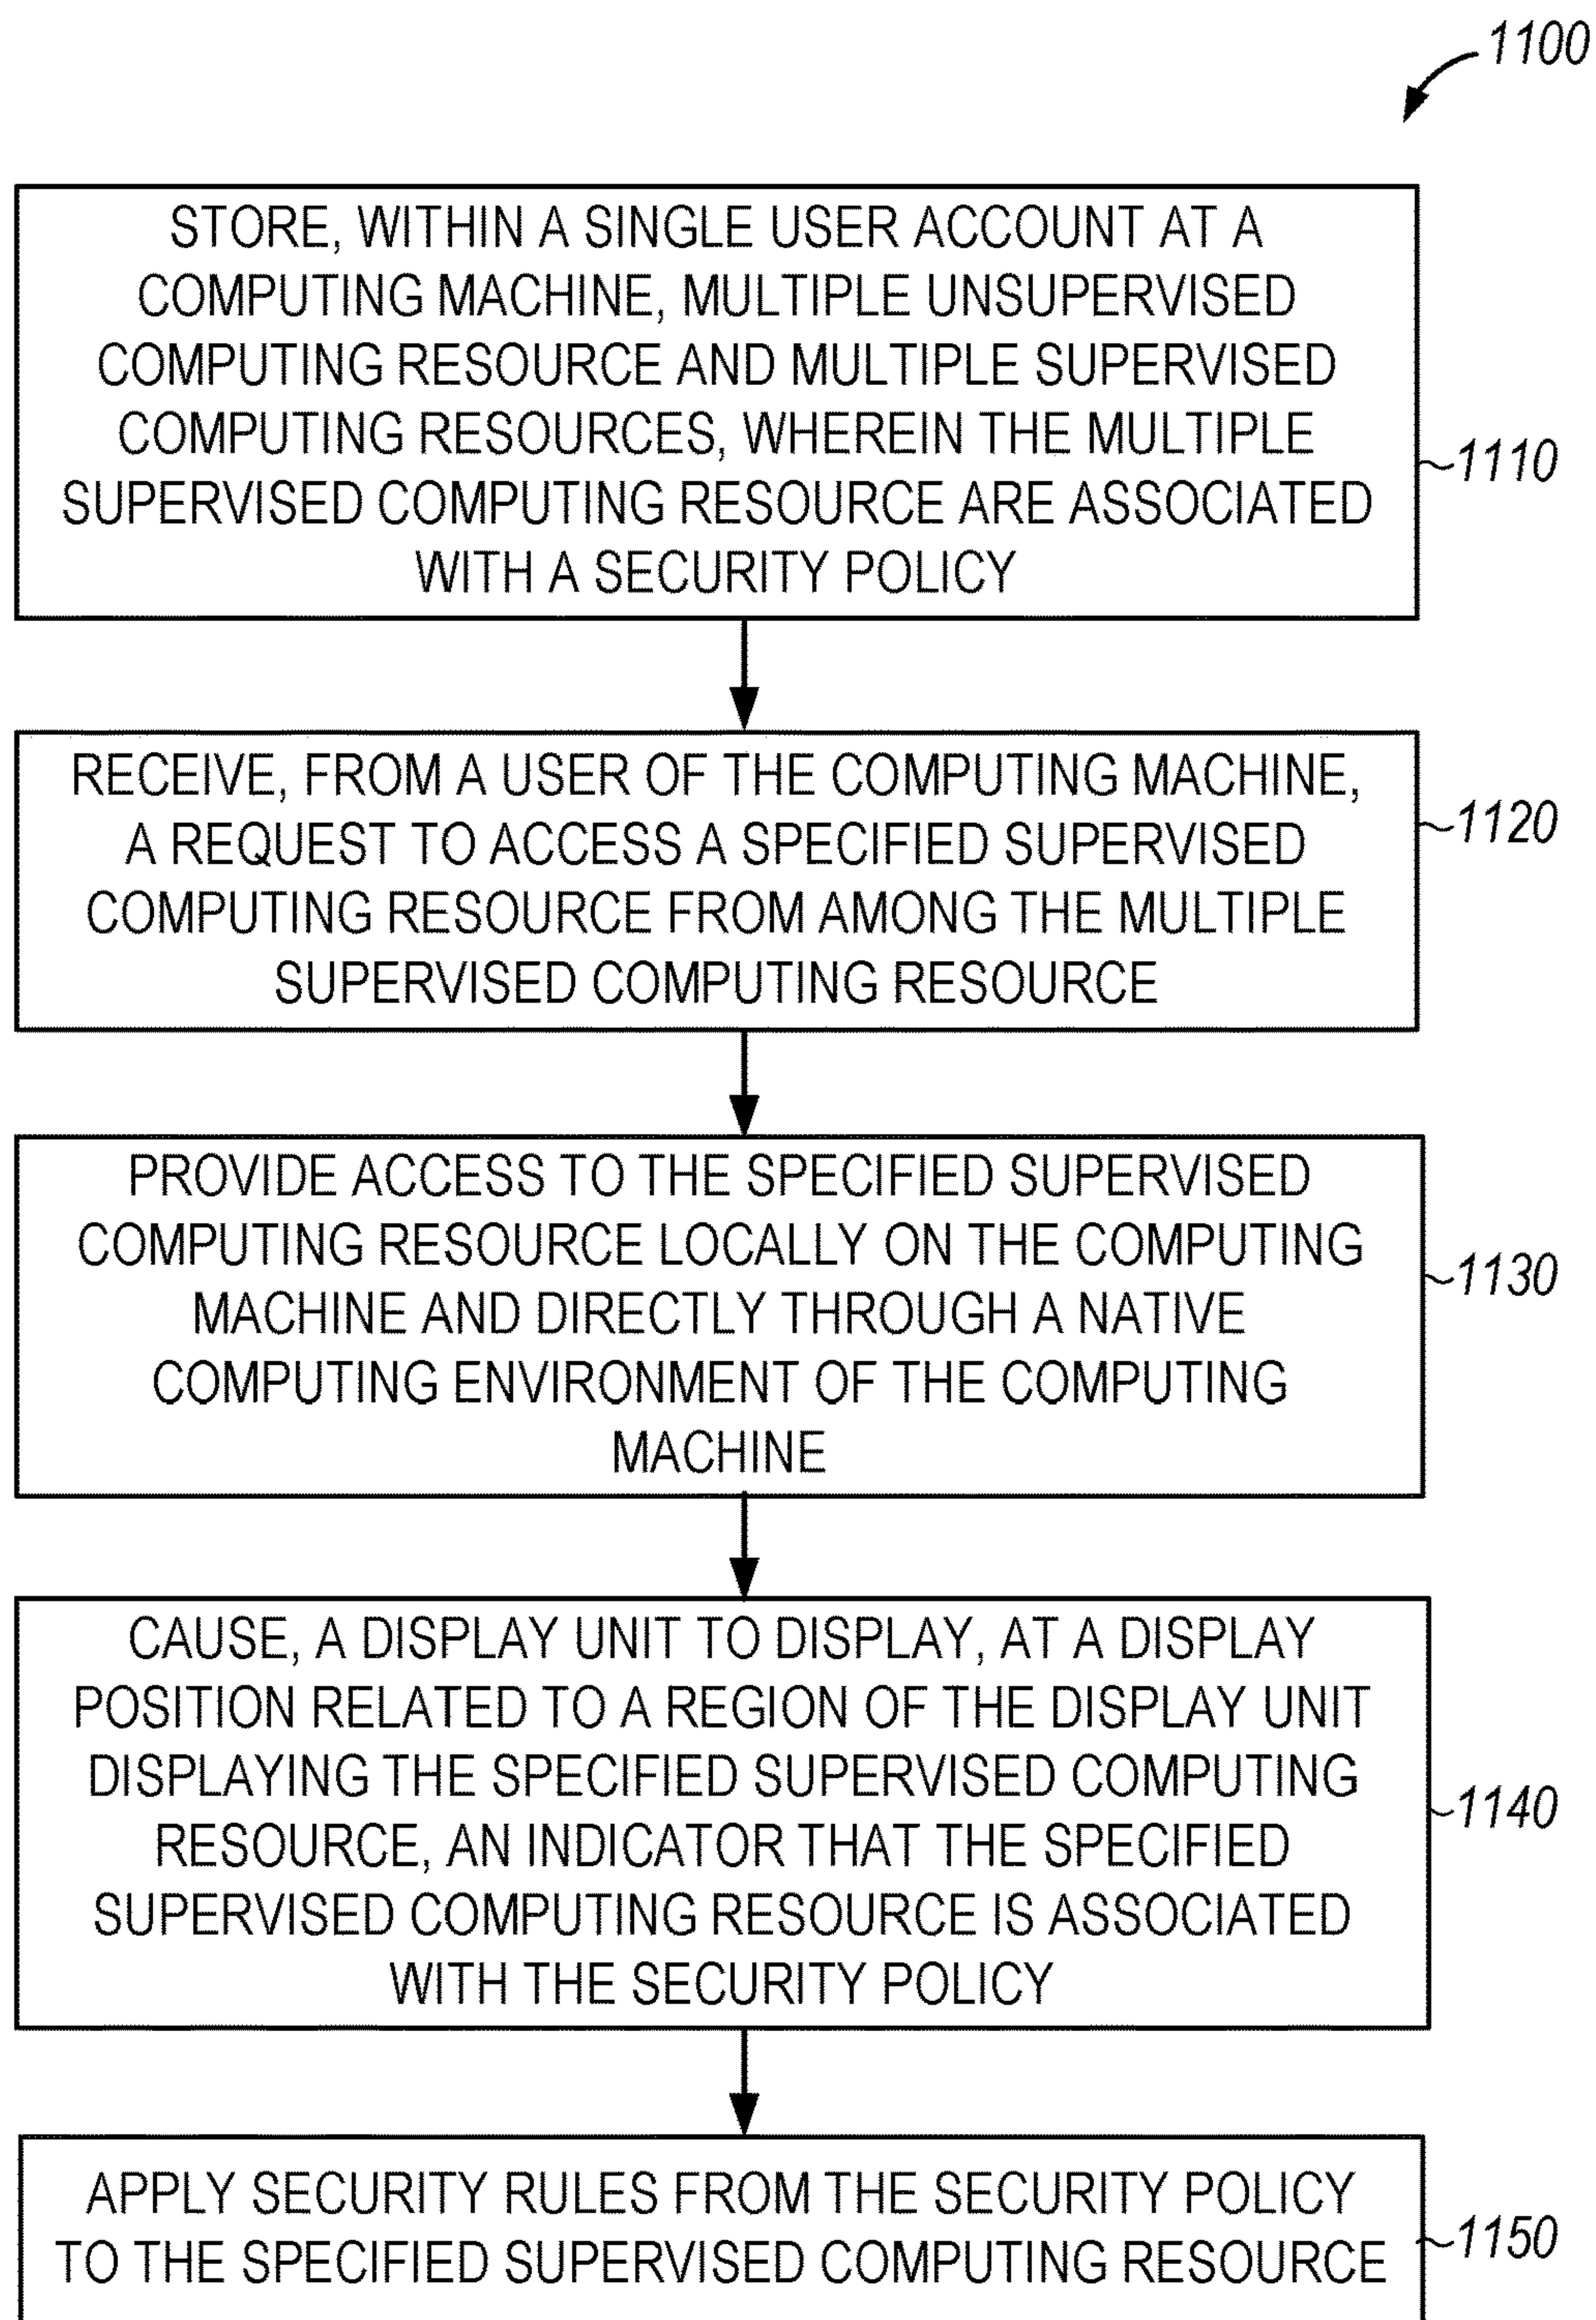 1100
STORE, WITHIN A SINGLE USER ACCOUNT AT A
COMPUTING MACHINE, MULTIPLE UNSUPERVISED
COMPUTING RESOURCE AND MULTIPLE SUPERVISED
COMPUTING RESOURCES, WHEREIN THE MULTIPLE
SUPERVISED COMPUTING RESOURCE ARE ASSOCIATED
WITH A SECURITY POLICY
1110
RECEIVE, FROM A USER OF THE COMPUTING MACHINE,
A REQUEST TO ACCESS A SPECIFIED SUPERVISED
COMPUTING RESOURCE FROM AMONG THE MULTIPLE
SUPERVISED COMPUTING RESOURCE
1120
PROVIDE ACCESS TO THE SPECIFIED SUPERVISED
COMPUTING RESOURCE LOCALLY ON THE COMPUTING
MACHINE AND DIRECTLY THROUGH A NATIVE
COMPUTING ENVIRONMENT OF THE COMPUTING
MACHINE
1130
CAUSE, A DISPLAY UNIT TO DISPLAY, AT A DISPLAY
POSITION RELATED TO A REGION OF THE DISPLAY UNIT
DISPLAYING THE SPECIFIED SUPERVISED COMPUTING
RESOURCE, AN INDICATOR THAT THE SPECIFIED
SUPERVISED COMPUTING RESOURCE IS ASSOCIATED
WITH THE SECURITY POLICY
1140
APPLY SECURITY RULES FROM THE SECURITY POLICY
TO THE SPECIFIED SUPERVISED COMPUTING RESOURCE
1150